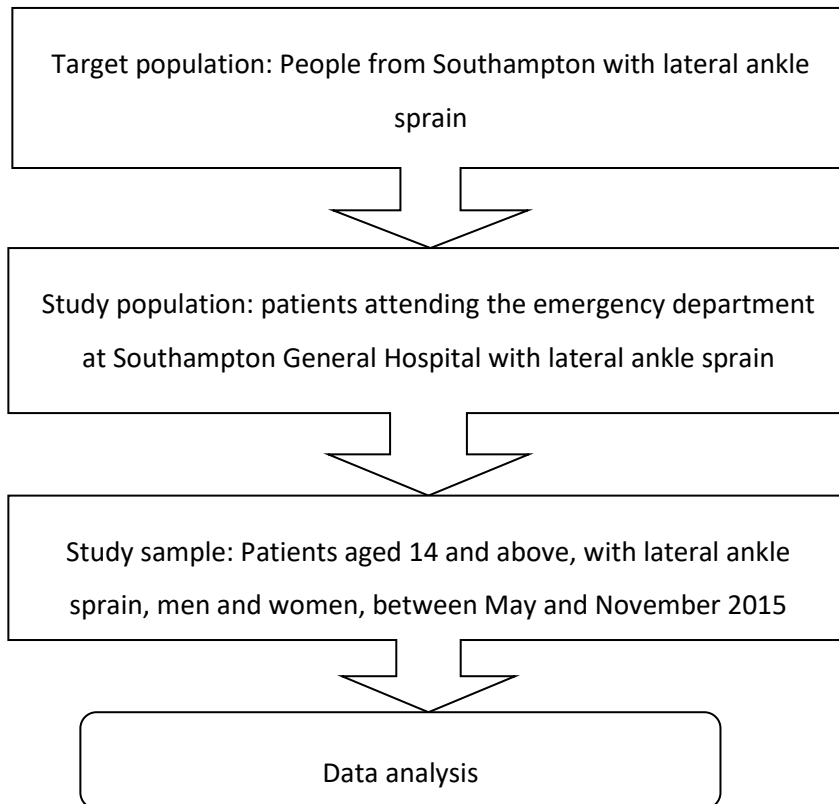 Target population: People from Southampton with lateral ankle
sprain
Study population: patients attending the emergency department
at Southampton General Hospital with lateral ankle sprain
Study sample: Patients aged 14 and above, with lateral ankle
sprain, men and women, between May and November 2015
Data analysis